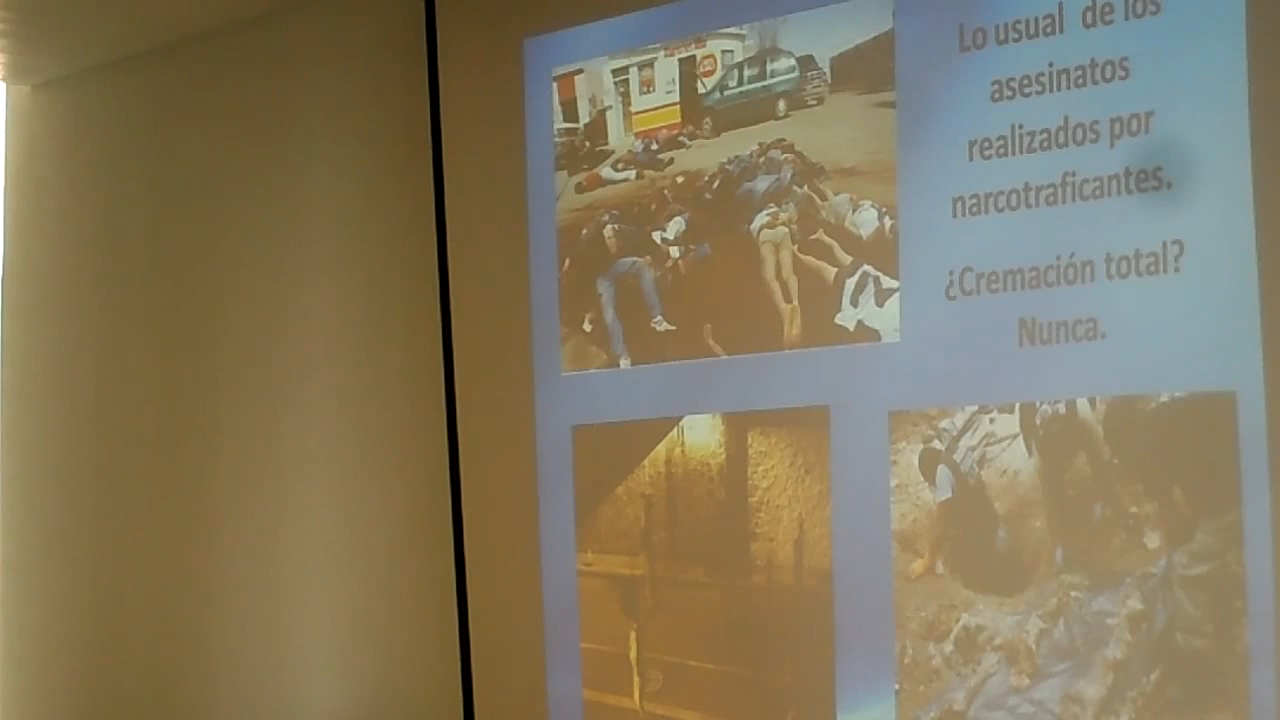 Lo usual de los
asesinatos
realizados por
narcotraficantes.
¿Cremación total?
Nunca.